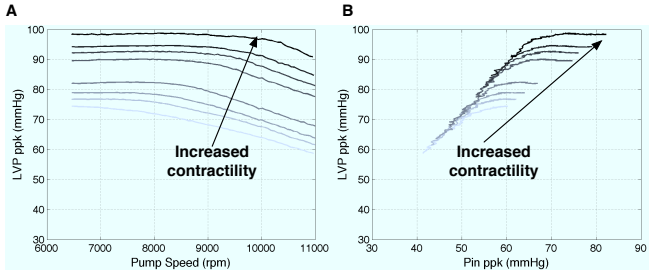 A
B
LVP ppk (mmHg)
100
90
80
70
60
50
40
30
Increased
contractility
6000 7000 8000 9000 10000 11000
Pump Speed (rpm)
LVP ppk (mmHg)
100
90
80
70
60
50
40
30
Increased
contractility
30 40 50 60 70 80 90
Pin ppk (mmHg)